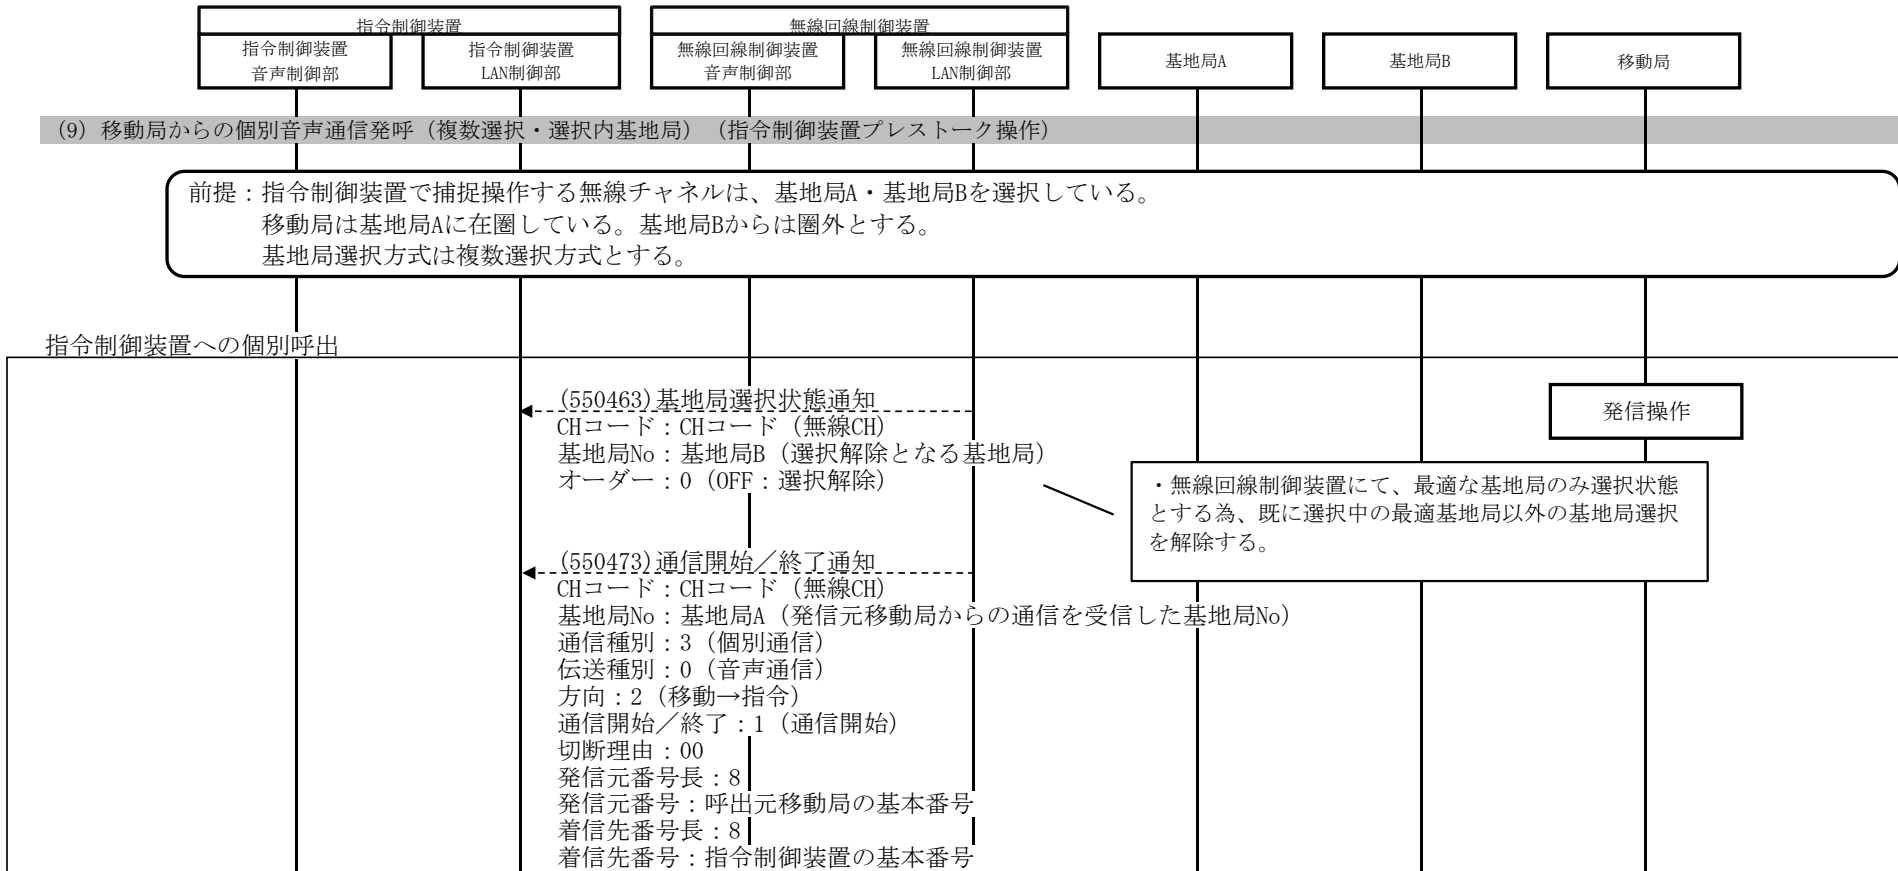 指令制御装置
無線回線制御装置
指令制御装置
音声制御部
指令制御装置
LAN制御部
無線回線制御装置
音声制御部
無線回線制御装置
LAN制御部
基地局A
基地局B
移動局
(9) 移動局からの個別音声通信発呼（複数選択・選択内基地局）（指令制御装置プレストーク操作）
前提：指令制御装置で捕捉操作する無線チャネルは、基地局A・基地局Bを選択している。
移動局は基地局Aに在圏している。基地局Bからは圏外とする。
基地局選択方式は複数選択方式とする。
指令制御装置への個別呼出
(550463)基地局選択状態通知
CHコード：CHコード（無線CH）
基地局No：基地局B（選択解除となる基地局）
オーダー：0（OFF：選択解除）
発信操作
・無線回線制御装置にて、最適な基地局のみ選択状態
とする為、既に選択中の最適基地局以外の基地局選択
を解除する。
(550473)通信開始／終了通知
CHコード：CHコード（無線CH）
基地局No：基地局A（発信元移動局からの通信を受信した基地局No）
通信種別：3（個別通信）
伝送種別：0（音声通信）
方向：2（移動→指令）
通信開始／終了：1（通信開始）
切断理由：00
発信元番号長：8
発信元番号：呼出元移動局の基本番号
着信先番号長：8
着信先番号：指令制御装置の基本番号